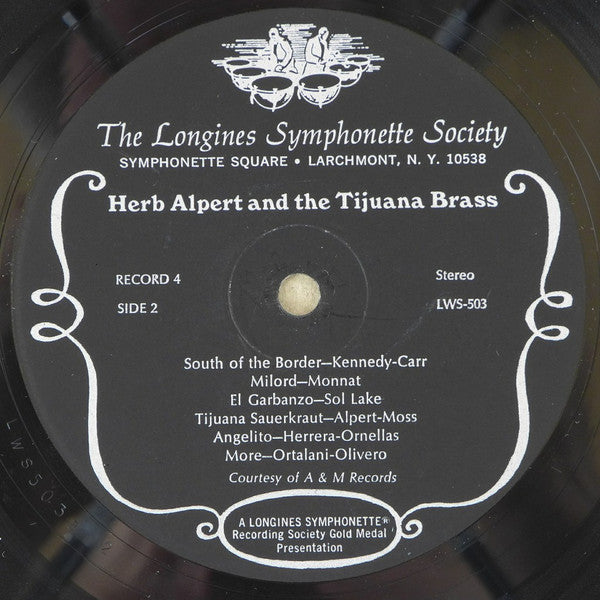 The Longines Symphonette Society
SYMPHONETTE SQUARE • LARCHMONT, N. Y. 10538
Herb Alpert and the Tijuana Brass
RECORD 4 Stereo
SIDE 2 LWS-503
South of the Border—Kennedy-Carr
Milord—Monnat
El Garbanzo—Sol Lake
Tijuana Sauerkraut—Alpert-Moss
Angelito—Herrera-Ornellas
More—Ortalani-Olivero
Courtesy of A & M Records
A LONGINES SYMPHONETTE®
Recording Society Gold Medal
Presentation
LWS503